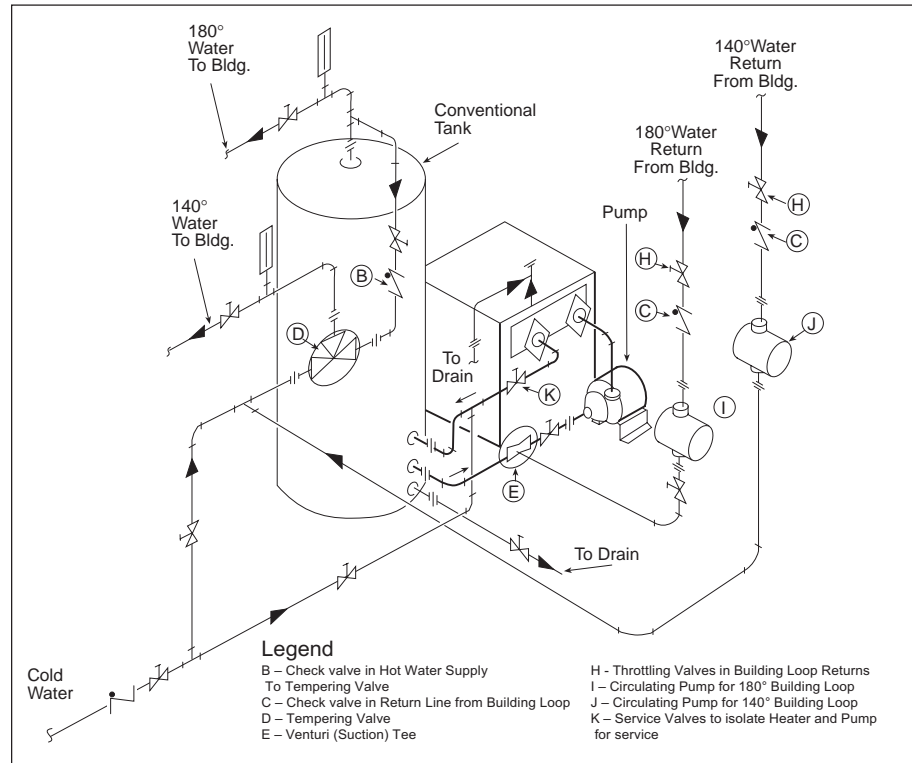 180°
Water
To Bldg.
140°Water
Return
From Bldg.
Conventional
Tank
180°Water
Return
From Bldg.
H
140°
Water
To Bldg.
Pump
C
H
B
C
J
D
To
Drain
K
I
E
To Drain
Cold
Water
Legend
B – Check valve in Hot Water Supply
To Tempering Valve
C – Check valve in Return Line from Building Loop
D – Tempering Valve
E – Venturi (Suction) Tee
H - Throttling Valves in Building Loop Returns
I – Circulating Pump for 180° Building Loop
J – Circulating Pump for 140° Building Loop
K – Service Valves to isolate Heater and Pump
for service